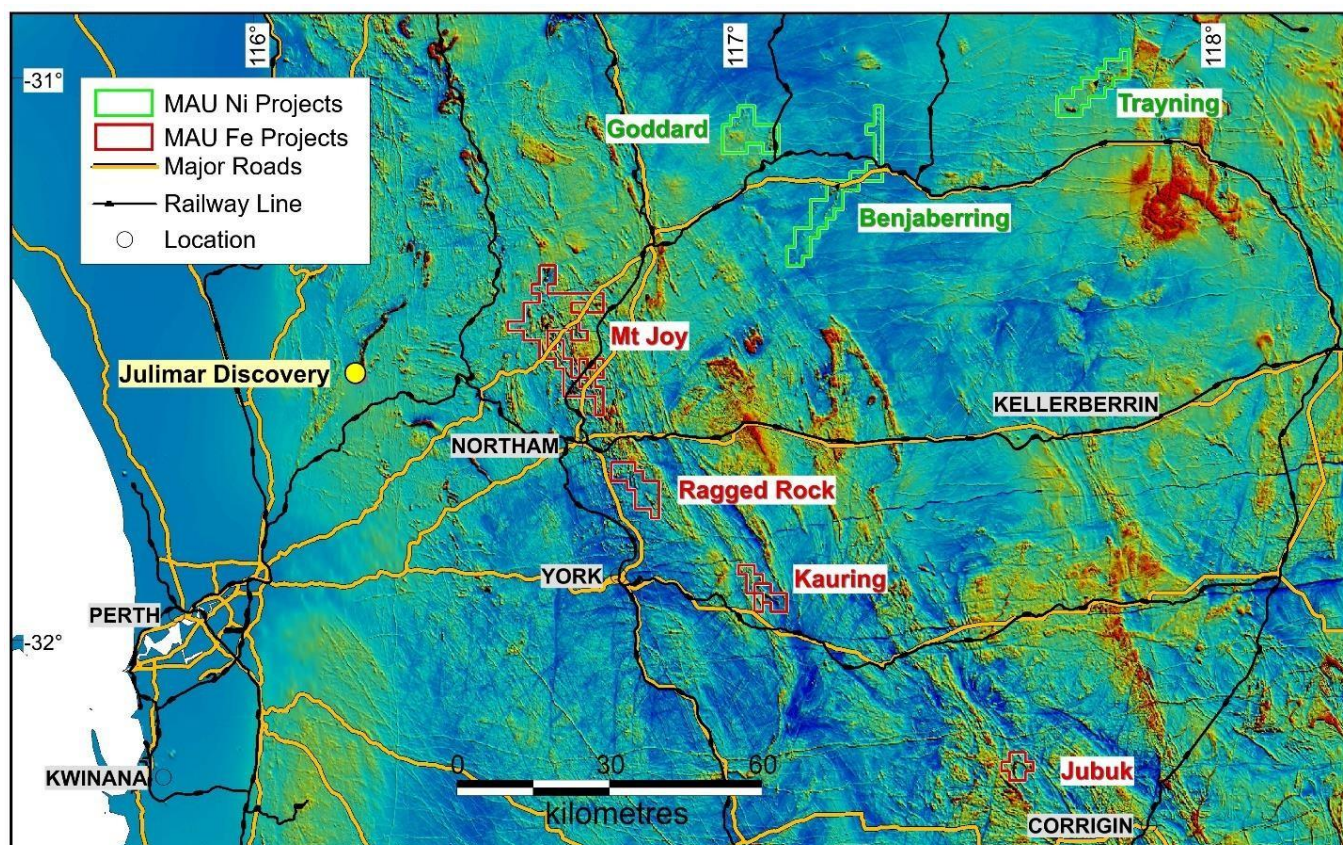 116°
117°
118°
-31°
MAU Ni Projects
MAU Fe Projects
Major Roads
Railway Line
Location
Goddard
Trayning
Benjaberring
Mt Joy
Julimar Discovery
KELLERBERRIN
NORTHAM
Ragged Rock
YORK
Kauring
PERTH
-32°
KWINANA
0 30 60
kilometres
Jubuk
CORRIGIN